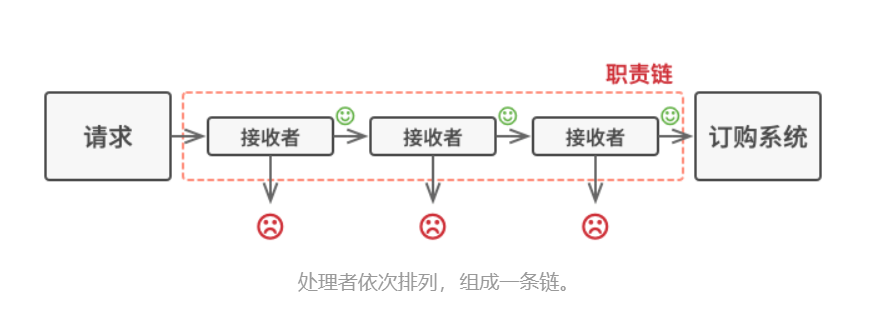 职责链
请求
接收者
接收者
接收者
订购系统
处理者依次排列，组成一条链。